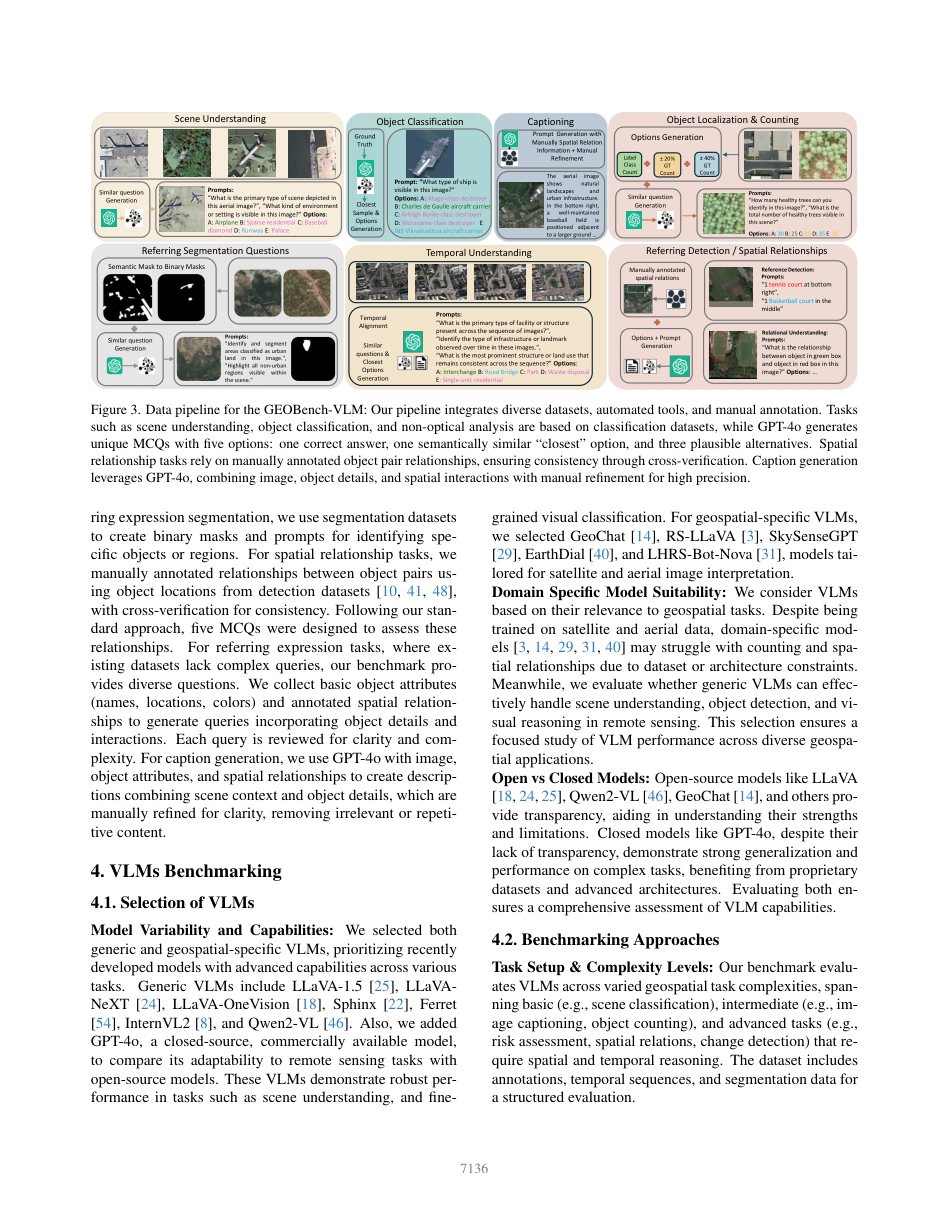 Scene Understanding
Similar question
Generation
Prompts:
"What is the primary type of scene depicted in
this aerial image?", "What kind of environment
or setting is visible in this image?" Options:
A: Airplane B: Sparse residential C: Baseball
diamond D: Runway E: Palace
Object Classification
Ground
Truth
Closest
Sample &
Options
Generation
Prompt: "What type of ship is
visible in this image?"
Options: A: Atago-class destroyer
B: Charles de Gaulle aircraft carrier
C: Arleigh Burke-class destroyer
D: Murasame-class destroyer E:
INS Vikramaditya aircraft carrier
Captioning
Prompt Generation with
Manually Spatial Relation
Information + Manual
Refinement
The aerial image
shows natural
landscapes and
urban infrastructure.
In the bottom right,
a well-maintained
baseball field is
positioned adjacent
to a larger ground ...
Object Localization & Counting
Options Generation
Label
Class
Count
± 20%
GT
Count
± 40%
GT
Count
Similar question
Generation
Prompts:
"How many healthy trees can you
identify in this image?", "What is the
total number of healthy trees visible in
this scene?"
Options: A: 30 B: 25 C: D: 35 E:
Referring Segmentation Questions
Semantic Mask to Binary Masks
Similar question
Generation
Prompts:
"Identify and segment
areas classified as urban
land in this image.",
"Highlight all non-urban
regions visible within
the scene."
Temporal Understanding
Temporal
Alignment
Similar
questions &
Closest
Options
Generation
Prompts:
"What is the primary type of facility or structure
present across the sequence of images?",
"Identify the type of infrastructure or landmark
observed over time in these images.",
"What is the most prominent structure or land use that
remains consistent across the sequence?" Options:
A: Interchange B: Road Bridge C: Park D: Waste disposal
E: Single-unit residential
Referring Detection / Spatial Relationships
Manually annotated
spatial relations
Options + Prompt
Generation
Reference Detection:
Prompts:
"1 tennis court at bottom
right",
"1 Basketball court in the
middle"
Relational Understanding:
Prompts:
"What is the relationship
between object in green box
and object in red box in this
image?" Options: ...
Figure 3. Data pipeline for the GEOBench-VLM: Our pipeline integrates diverse datasets, automated tools, and manual annotation. Tasks
such as scene understanding, object classification, and non-optical analysis are based on classification datasets, while GPT-4o generates
unique MCQs with five options: one correct answer, one semantically similar “closest” option, and three plausible alternatives. Spatial
relationship tasks rely on manually annotated object pair relationships, ensuring consistency through cross-verification. Caption generation
leverages GPT-4o, combining image, object details, and spatial interactions with manual refinement for high precision.
ring expression segmentation, we use segmentation datasets
to create binary masks and prompts for identifying spe-
cific objects or regions. For spatial relationship tasks, we
manually annotated relationships between object pairs us-
ing object locations from detection datasets [10, 41, 48],
with cross-verification for consistency. Following our stan-
dard approach, five MCQs were designed to assess these
relationships. For referring expression tasks, where ex-
isting datasets lack complex queries, our benchmark pro-
vides diverse questions. We collect basic object attributes
(names, locations, colors) and annotated spatial relation-
ships to generate queries incorporating object details and
interactions. Each query is reviewed for clarity and com-
plexity. For caption generation, we use GPT-4o with image,
object attributes, and spatial relationships to create descrip-
tions combining scene context and object details, which are
manually refined for clarity, removing irrelevant or repeti-
tive content.
4. VLMs Benchmarking
4.1. Selection of VLMs
Model Variability and Capabilities: We selected both
generic and geospatial-specific VLMs, prioritizing recently
developed models with advanced capabilities across various
tasks. Generic VLMs include LLaVA-1.5 [25], LLaVA-
NeXT [24], LLaVA-OneVision [18], Sphinx [22], Ferret
[54], InternVL2 [8], and Qwen2-VL [46]. Also, we added
GPT-4o, a closed-source, commercially available model,
to compare its adaptability to remote sensing tasks with
open-source models. These VLMs demonstrate robust per-
formance in tasks such as scene understanding, and fine-
grained visual classification. For geospatial-specific VLMs,
we selected GeoChat [14], RS-LLaVA [3], SkySenseGPT
[29], EarthDial [40], and LHRS-Bot-Nova [31], models tai-
lored for satellite and aerial image interpretation.
Domain Specific Model Suitability: We consider VLMs
based on their relevance to geospatial tasks. Despite being
trained on satellite and aerial data, domain-specific mod-
els [3, 14, 29, 31, 40] may struggle with counting and spa-
tial relationships due to dataset or architecture constraints.
Meanwhile, we evaluate whether generic VLMs can effec-
tively handle scene understanding, object detection, and vi-
sual reasoning in remote sensing. This selection ensures a
focused study of VLM performance across diverse geospa-
tial applications.
Open vs Closed Models: Open-source models like LLaVA
[18, 24, 25], Qwen2-VL [46], GeoChat [14], and others pro-
vide transparency, aiding in understanding their strengths
and limitations. Closed models like GPT-4o, despite their
lack of transparency, demonstrate strong generalization and
performance on complex tasks, benefiting from proprietary
datasets and advanced architectures. Evaluating both en-
sures a comprehensive assessment of VLM capabilities.
4.2. Benchmarking Approaches
Task Setup & Complexity Levels: Our benchmark evalu-
ates VLMs across varied geospatial task complexities, span-
ning basic (e.g., scene classification), intermediate (e.g., im-
age captioning, object counting), and advanced tasks (e.g.,
risk assessment, spatial relations, change detection) that re-
quire spatial and temporal reasoning. The dataset includes
annotations, temporal sequences, and segmentation data for
a structured evaluation.
7136